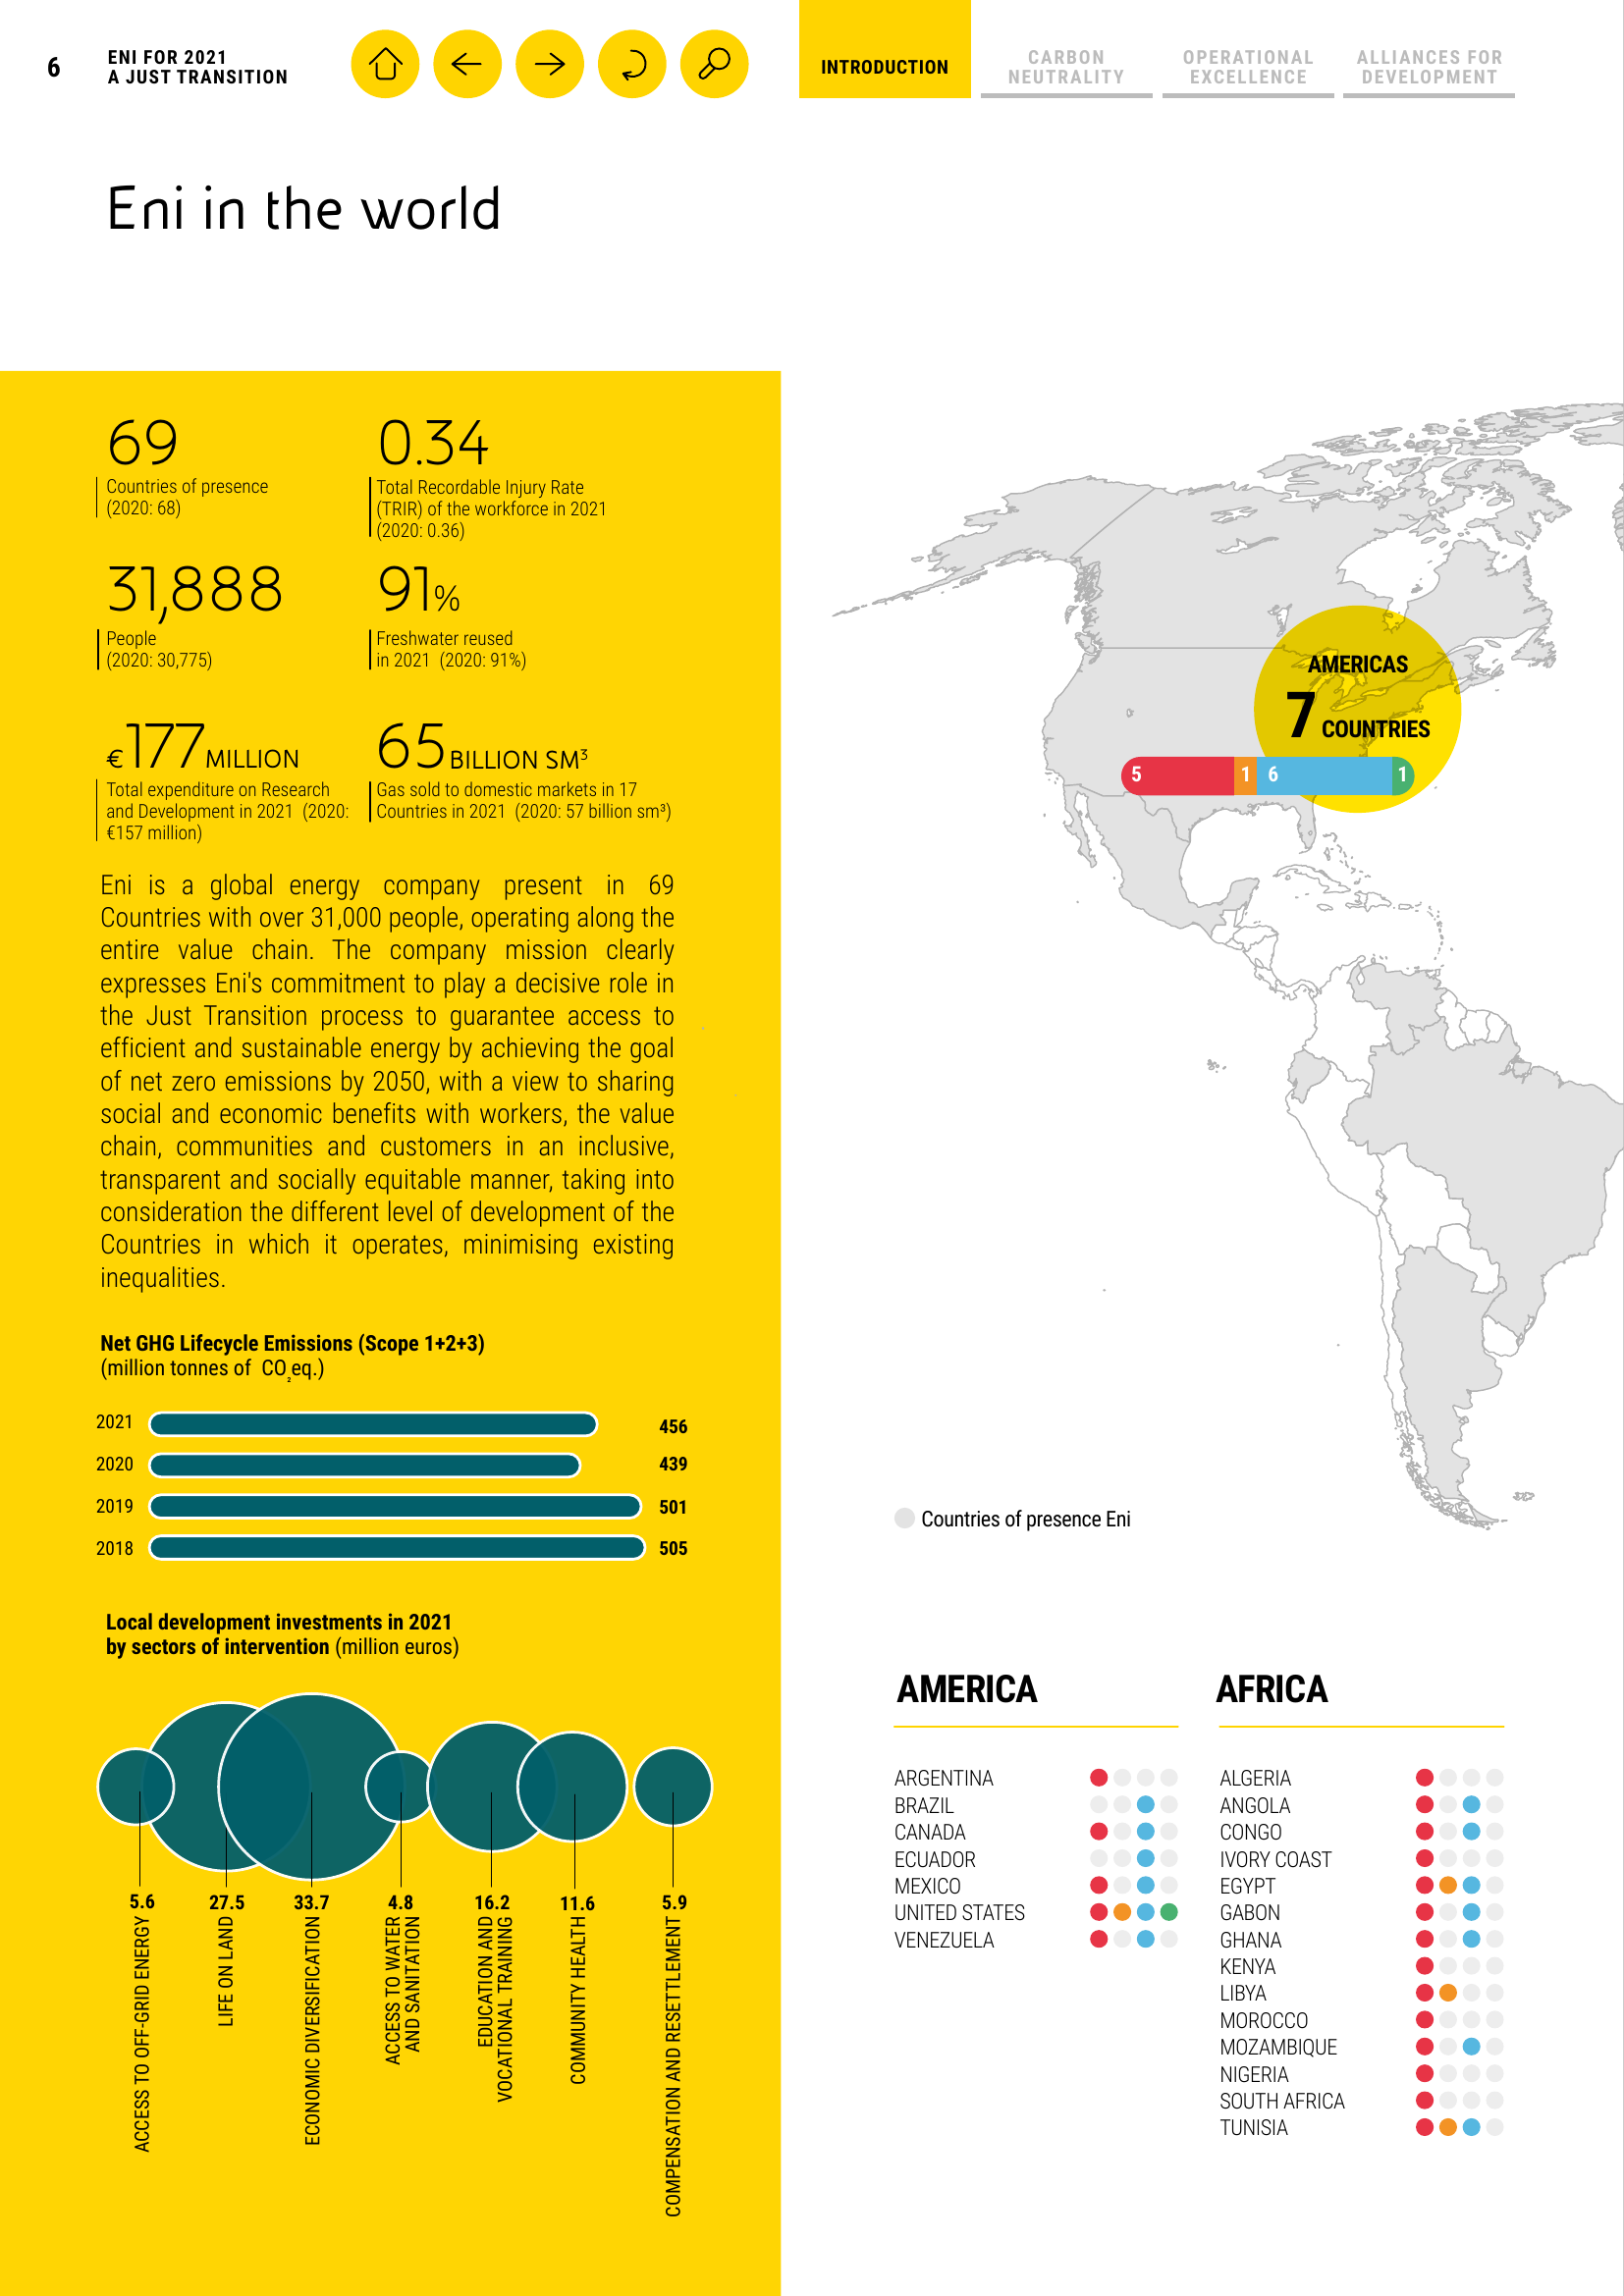 6
ENI FOR 2021
A JUST TRANSITION
INTRODUCTION
CARBON
NEUTRALITY
OPERATIONAL
EXCELLENCE
ALLIANCES FOR
DEVELOPMENT
Eni in the world
69
Countries of presence
(2020: 68)
0.34
Total Recordable Injury Rate
(TRIR) of the workforce in 2021
(2020: 0.36)
31,888
People
(2020: 30,775)
91%
Freshwater reused
in 2021 (2020: 91%)
€177 MILLION
Total expenditure on Research
and Development in 2021 (2020:
€157 million)
65 BILLION SM³
Gas sold to domestic markets in 17
Countries in 2021 (2020: 57 billion sm³)
Eni is a global energy company present in 69
Countries with over 31,000 people, operating along the
entire value chain. The company mission clearly
expresses Eni's commitment to play a decisive role in
the Just Transition process to guarantee access to
efficient and sustainable energy by achieving the goal
of net zero emissions by 2050, with a view to sharing
social and economic benefits with workers, the value
chain, communities and customers in an inclusive,
transparent and socially equitable manner, taking into
consideration the different level of development of the
Countries in which it operates, minimising existing
inequalities.
Net GHG Lifecycle Emissions (Scope 1+2+3)
(million tonnes of CO₂eq.)
2021 456
2020 439
2019 501
2018 505
Local development investments in 2021
by sectors of intervention (million euros)
5.6
ACCESS TO OFF-GRID ENERGY
27.5
LIFE ON LAND
33.7
ECONOMIC DIVERSIFICATION
4.8
ACCESS TO WATER
AND SANITATION
16.2
EDUCATION AND
VOCATIONAL TRAINING
11.6
COMMUNITY HEALTH
5.9
COMPENSATION AND RESETTLEMENT
AMERICAS
7 COUNTRIES
5 1 6 1
Countries of presence Eni
AMERICA
ARGENTINA
BRAZIL
CANADA
ECUADOR
MEXICO
UNITED STATES
VENEZUELA
AFRICA
ALGERIA
ANGOLA
CONGO
IVORY COAST
EGYPT
GABON
GHANA
KENYA
LIBYA
MOROCCO
MOZAMBIQUE
NIGERIA
SOUTH AFRICA
TUNISIA